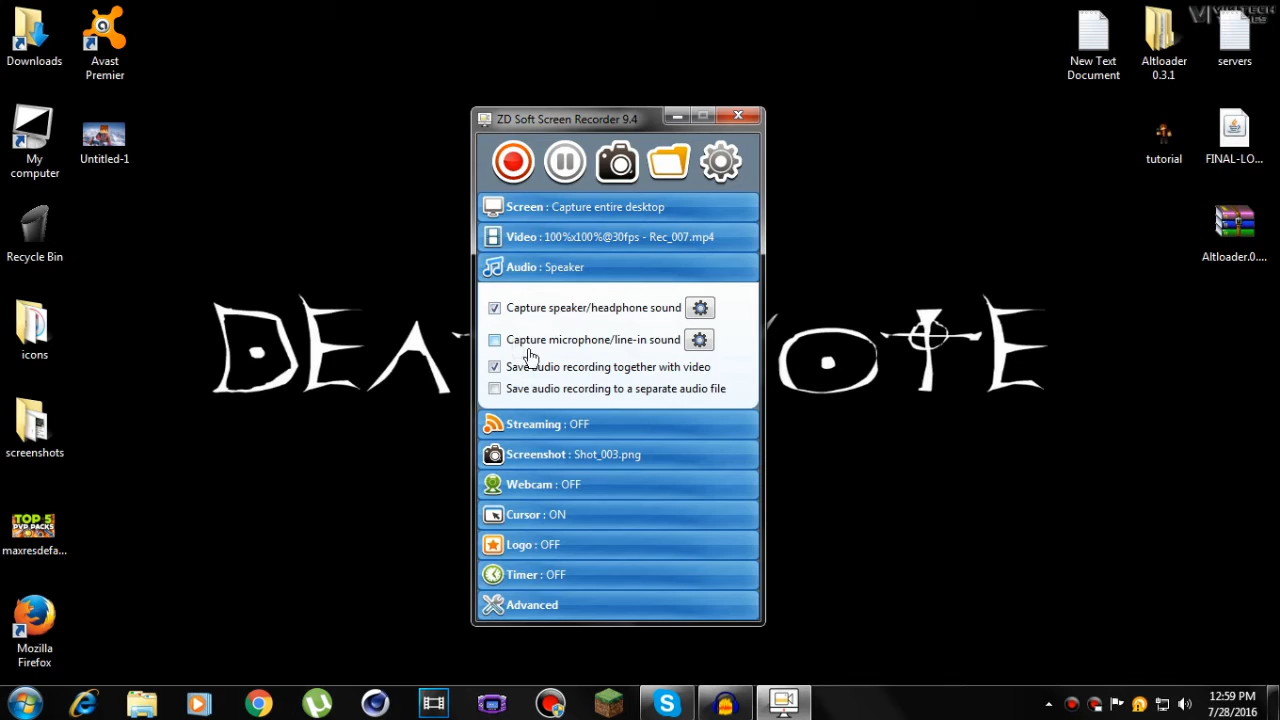 Downloads
Avast
Premier
My
computer
Untitled-1
Recycle Bin
icons
screenshots
TOP 5
PVP PACKS
maxresdefa...
Mozilla
Firefox
New Text
Document
Altloader
0.3.1
servers
tutorial
FINAL-LO...
Altloader.0....
ZD Soft Screen Recorder 9.4
Screen : Capture entire desktop
Video : 100%x100%@30fps - Rec_007.mp4
Audio : Speaker
Capture speaker/headphone sound
Capture microphone/line-in sound
Save audio recording together with video
Save audio recording to a separate audio file
Streaming : OFF
Screenshot : Shot_003.png
Webcam : OFF
Cursor : ON
Logo : OFF
Timer : OFF
Advanced
12:59 PM
7/28/2016